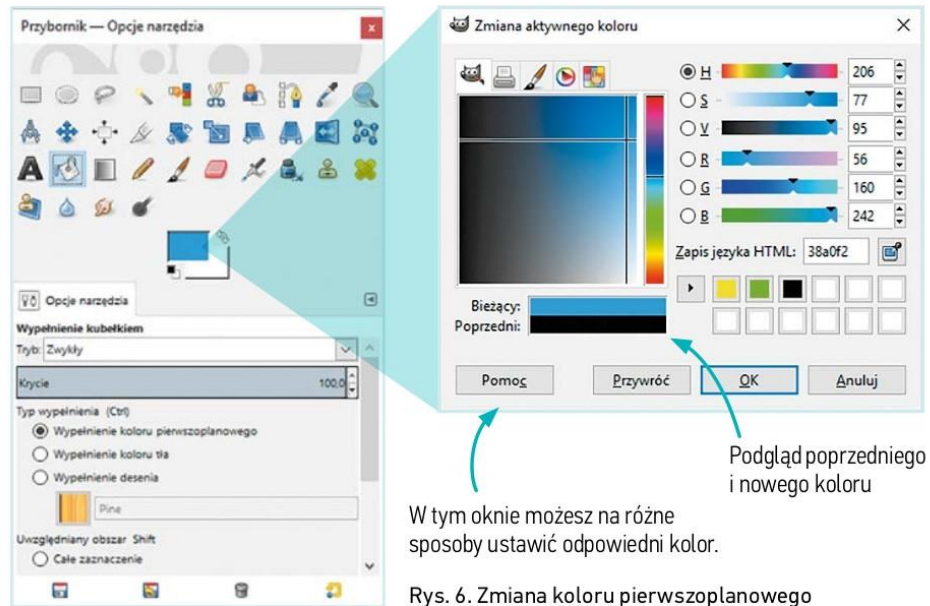 Przybornik — Opcje narzędzia
Opcje narzędzia
Wypełnienie kubełkiem
Tryb: Zwykły
Krycie 100,0
Typ wypełnienia (Ctrl)
Wypełnienie koloru pierwszoplanowego
Wypełnienie koloru tła
Wypełnienie desenia
Pine
Uwzględniany obszar Shift
Całe zaznaczenie
Zmiana aktywnego koloru
H 206
S 77
V 95
R 56
G 160
B 242
Zapis języka HTML: 38a0f2
Bieżący:
Poprzedni:
Pomoc Przywróć OK Anuluj
Podgląd poprzedniego
i nowego koloru
W tym oknie możesz na różne
sposoby ustawić odpowiedni kolor.
Rys. 6. Zmiana koloru pierwszoplanowego